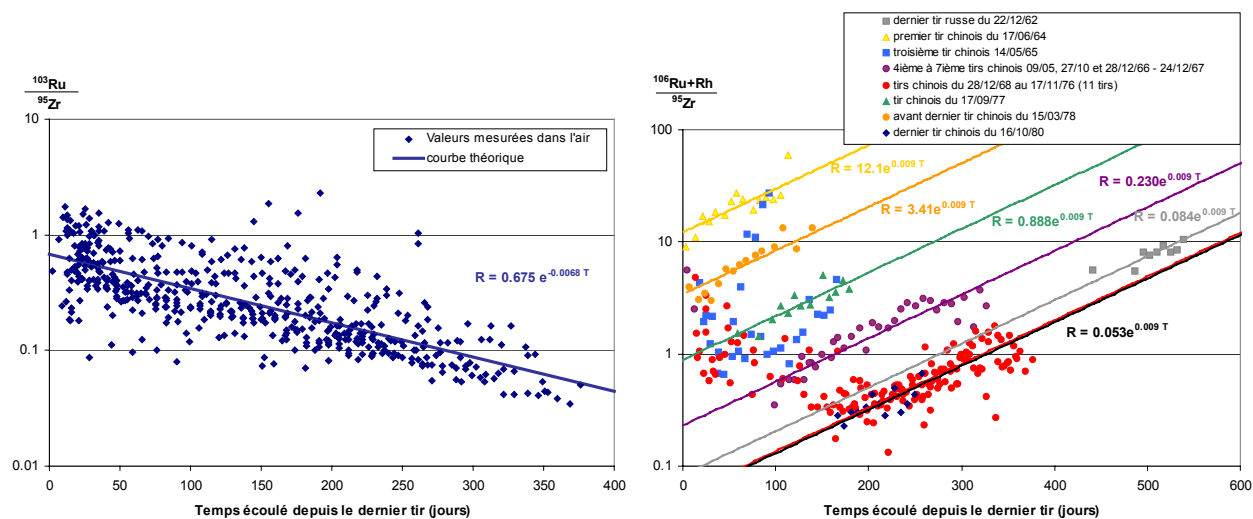 103Ru
95Zr
10
1
0.1
0.01
0
50
100
150
200
250
300
350
400
Valeurs mesurées dans l'air
courbe théorique
R = 0.675 e-0.0068 T
Temps écoulé depuis le dernier tir (jours)
dernier tir russe du 22/12/62
premier tir chinois du 17/06/64
troisième tir chinois 14/05/65
4ième à 7ième tirs chinois 09/05, 27/10 et 28/12/66 - 24/12/67
tirs chinois du 28/12/68 au 17/11/76 (11 tirs)
tir chinois du 17/09/77
avant dernier tir chinois du 15/03/78
dernier tir chinois du 16/10/80
106Ru+Rh
95Zr
100
10
1
0.1
0
100
200
300
400
500
600
R = 12.1e0.009 T
R = 3.41e0.009 T
R = 0.888e0.009 T
R = 0.230e0.009 T
R = 0.084e0.009 T
R = 0.053e0.009 T
Temps écoulé depuis le dernier tir (jours)